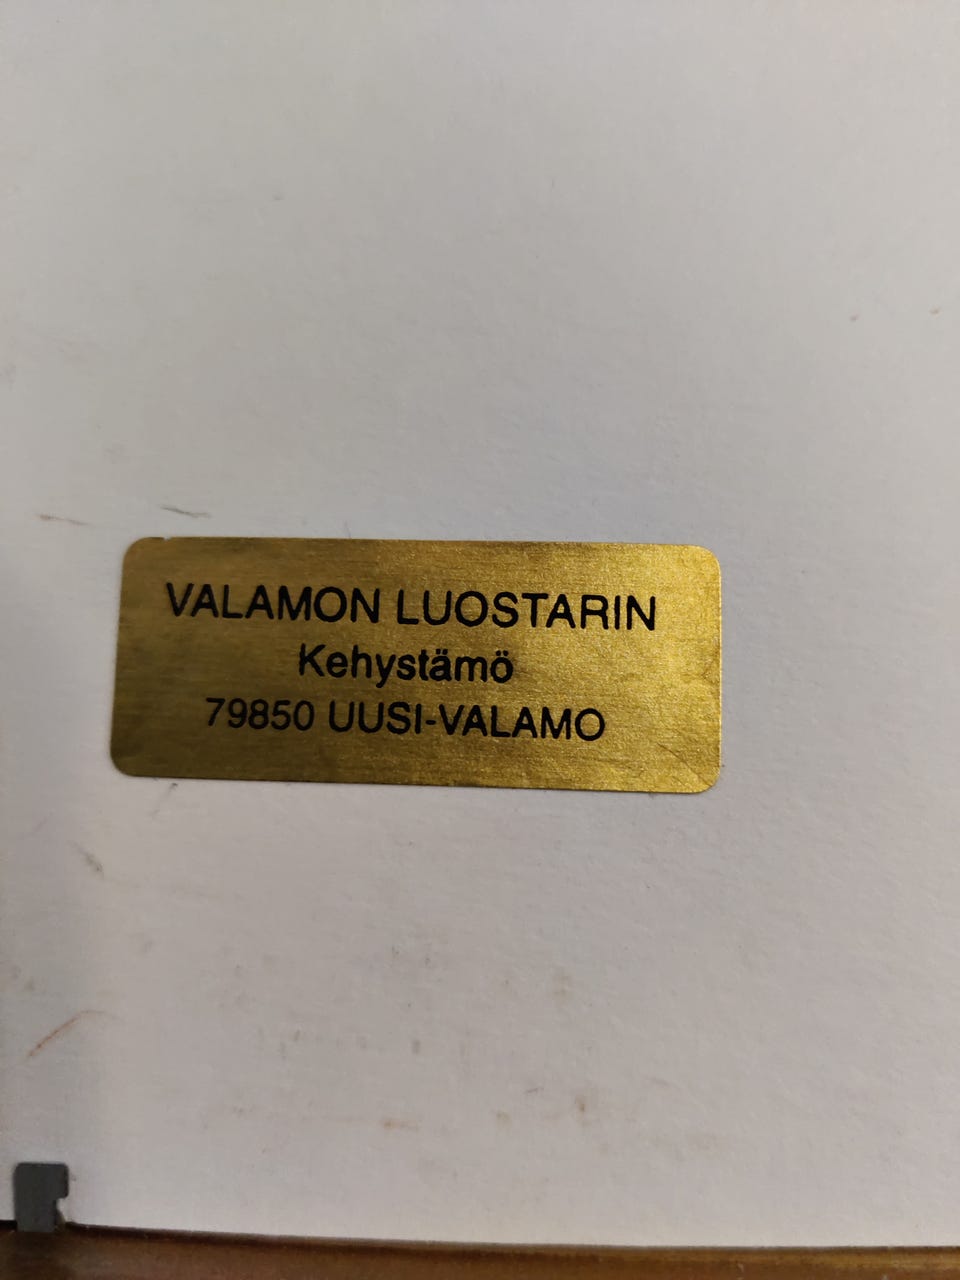 VALAMON LUOSTARIN
Kehystämö
79850 UUSI-VALAMO